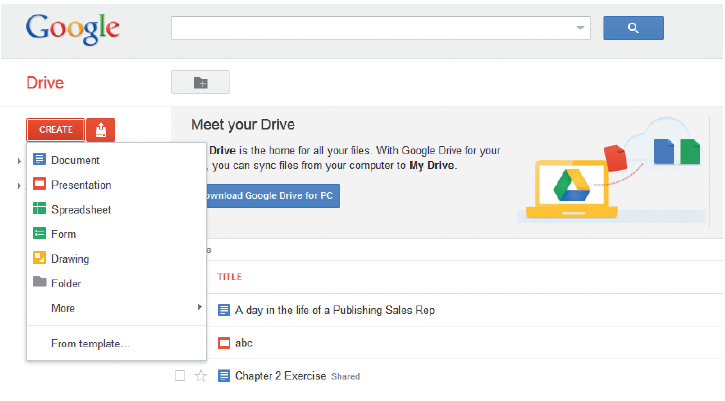 Google
Drive
CREATE
Document
Presentation
Spreadsheet
Form
Drawing
Folder
More
From template...
Meet your Drive
Drive is the home for all your files. With Google Drive for your
, you can sync files from your computer to My Drive.
ownload Google Drive for PC
TITLE
A day in the life of a Publishing Sales Rep
abc
Chapter 2 Exercise Shared